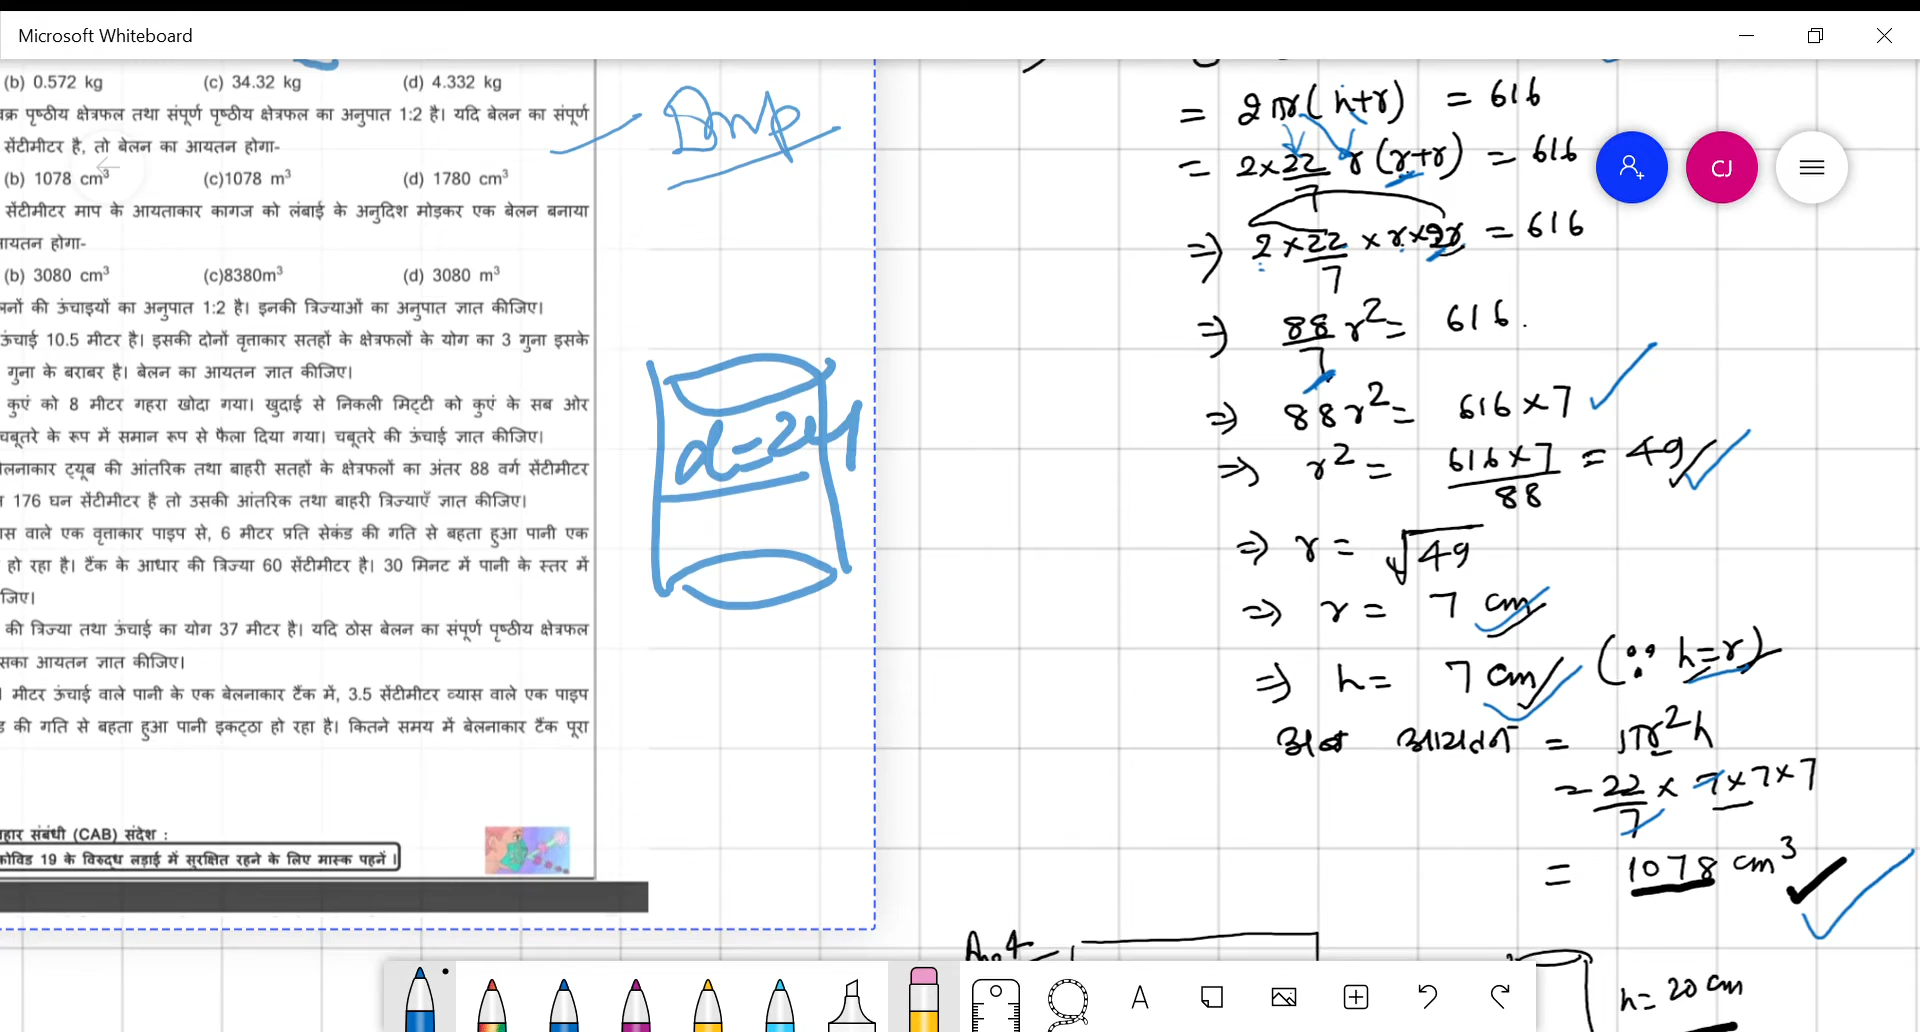 Microsoft Whiteboard
(b) 0.572 kg (c) 34.32 kg (d) 4.332 kg
वक्र पृष्ठीय क्षेत्रफल तथा संपूर्ण पृष्ठीय क्षेत्रफल का अनुपात 1:2 है। यदि बेलन का संपूर्ण
सेंटीमीटर है, तो बेलन का आयतन होगा-
(b) 1078 cm³ (c)1078 m³ (d) 1780 cm³
सेंटीमीटर माप के आयताकार कागज को लंबाई के अनुदिश मोड़कर एक बेलन बनाया
होगा-
(b) 3080 cm³ (c)8380m³ (d) 3080 m³
की ऊंचाइयों का अनुपात 1:2 है। इनकी त्रिज्याओं का अनुपात ज्ञात कीजिए।
ऊंचाई 10.5 मीटर है। इसकी दोनों वृत्ताकार सतहों के क्षेत्रफलों के योग का 3 गुना इसके
गुना के बराबर है। बेलन का आयतन ज्ञात कीजिए।
कुएं को 8 मीटर गहरा खोदा गया। खुदाई से निकली मिट्टी को कुएं के सब ओर
चबूतरे के रूप में समान रूप से फैला दिया गया। चबूतरे की ऊंचाई ज्ञात कीजिए।
ट्यूब की आंतरिक तथा बाहरी सतहों के क्षेत्रफलों का अंतर 88 वर्ग सेंटीमीटर
176 घन सेंटीमीटर है तो उसकी आंतरिक तथा बाहरी त्रिज्याएँ ज्ञात कीजिए।
वाले एक वृत्ताकार पाइप से, 6 मीटर प्रति सेकंड की गति से बहता हुआ पानी एक
हो रहा है। टैंक के आधार की त्रिज्या 60 सेंटीमीटर है। 30 मिनट में पानी के स्तर में
की त्रिज्या तथा ऊंचाई का योग 37 मीटर है। यदि ठोस बेलन का संपूर्ण पृष्ठीय क्षेत्रफल
आयतन ज्ञात कीजिए।
मीटर ऊंचाई वाले पानी के एक बेलनाकार टैंक में, 3.5 सेंटीमीटर व्यास वाले एक पाइप
की गति से बहता हुआ पानी इकट्ठा हो रहा है। कितने समय में बेलनाकार टैंक पूरा
संबंधी (CAB) संदेश :
कोविड 19 के विरुद्ध लड़ाई में सुरक्षित रहने के लिए मास्क पहनें।
Imp
d=24
= 2πr(h+r) = 616
= 2×22/7 r(r+r) = 616
⇒ 2×22/7 × r×2r = 616
⇒ 88/7 r² = 616.
⇒ 88r² = 616×7
⇒ r² = 616×7/88 = 49
⇒ r = √49
⇒ r = 7 cm
⇒ h = 7 cm (∵ h=r)
आयतन = πr²h
= 22/7 × 7×7×7
= 1078 cm³
h = 20 cm
CJ
A